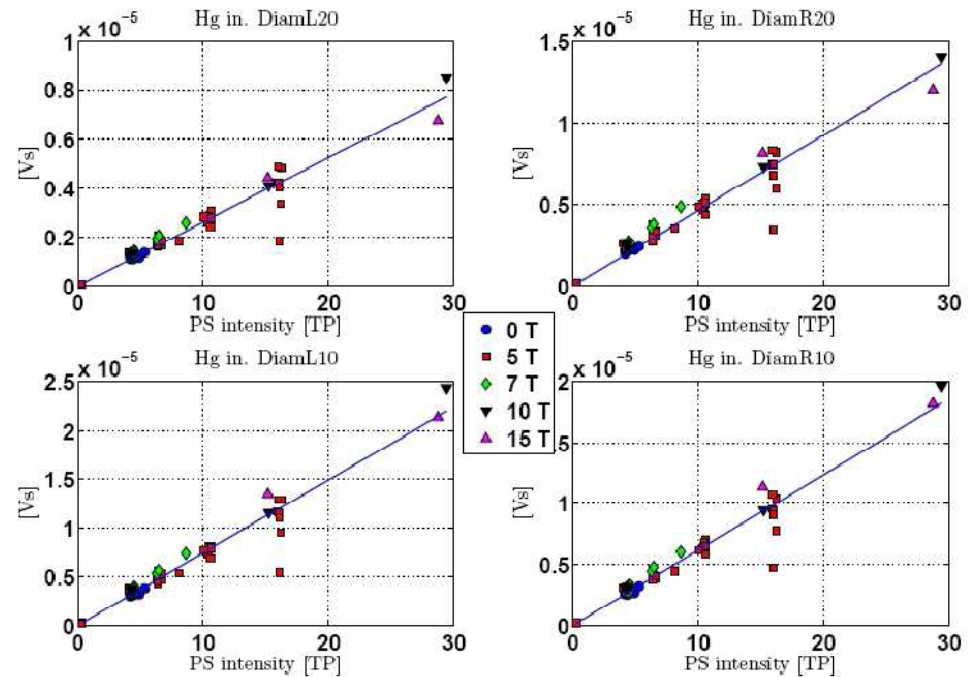 x 10⁻⁵ Hg in. DiamL20
1
0.8
0.6
0.4
0.2
0
[Vs]
0 10 20 30
PS intensity [TP]
x 10⁻⁵ Hg in. DiamR20
1.5
1
0.5
0
[Vs]
0 10 20 30
PS intensity [TP]
0 T
5 T
7 T
10 T
15 T
x 10⁻⁵ Hg in. DiamL10
2.5
2
1.5
1
0.5
0
[Vs]
0 10 20 30
PS intensity [TP]
x 10⁻⁵ Hg in. DiamR10
2
.5
1
0.5
0
[Vs]
0 10 20 30
PS intensity [TP]